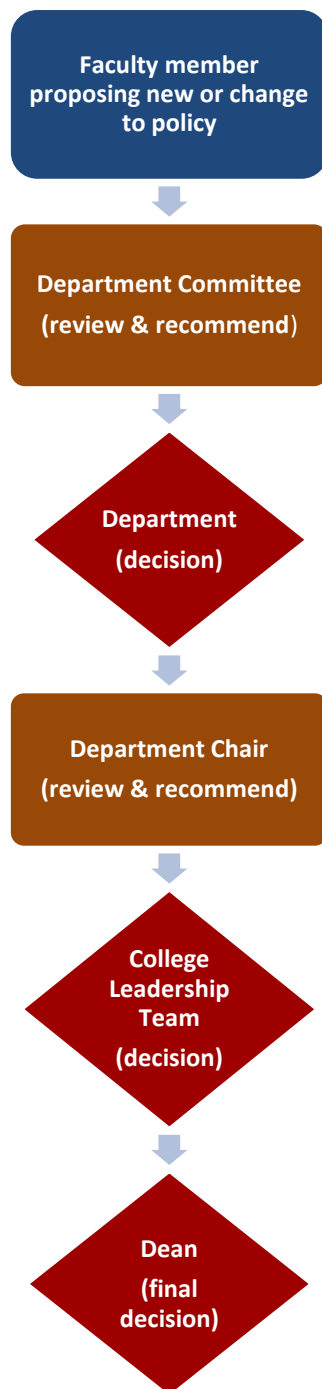 Faculty member
proposing new or change
to policy
Department Committee
(review & recommend)
Department
(decision)
Department Chair
(review & recommend)
College
Leadership
Team
(decision)
Dean
(final
decision)